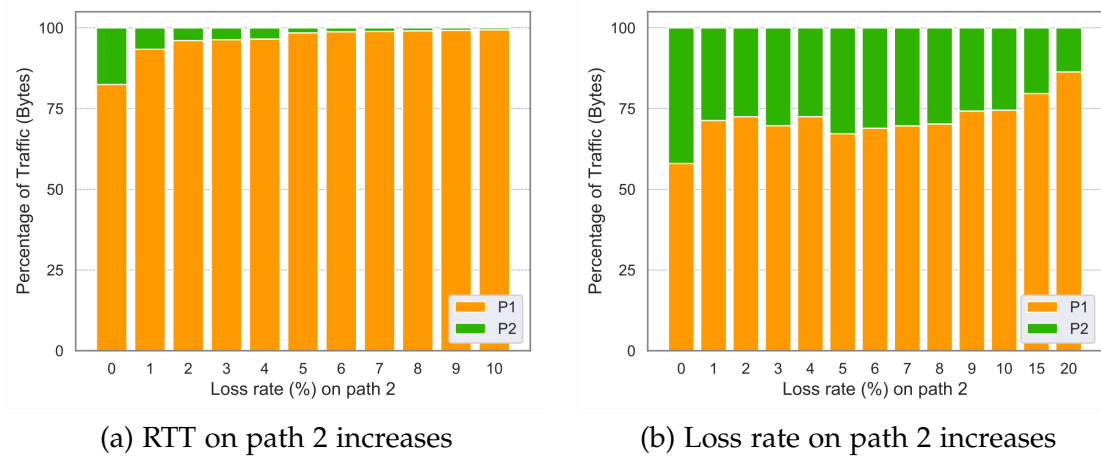 Percentage of Traffic (Bytes)
100
75
50
25
0
P1
P2
0 1 2 3 4 5 6 7 8 9 10
Loss rate (%) on path 2
(a) RTT on path 2 increases
Percentage of Traffic (Bytes)
100
75
50
25
0
P1
P2
0 1 2 3 4 5 6 7 8 9 10 15 20
Loss rate (%) on path 2
(b) Loss rate on path 2 increases